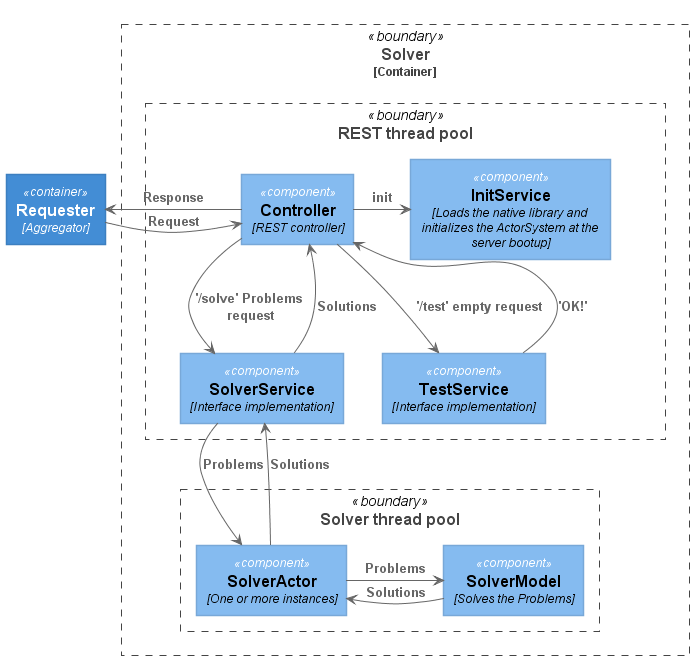 «boundary»
Solver
[Container]
«boundary»
REST thread pool
«container»
Requester
[Aggregator]
Response
Request
«component»
Controller
[REST controller]
init
«component»
InitService
[Loads the native library and
initializes the ActorSystem at the
server bootup]
'/solve' Problems
request
Solutions
'/test' empty request
'OK!'
«component»
SolverService
[Interface implementation]
«component»
TestService
[Interface implementation]
Problems
Solutions
«boundary»
Solver thread pool
«component»
SolverActor
[One or more instances]
Problems
Solutions
«component»
SolverModel
[Solves the Problems]